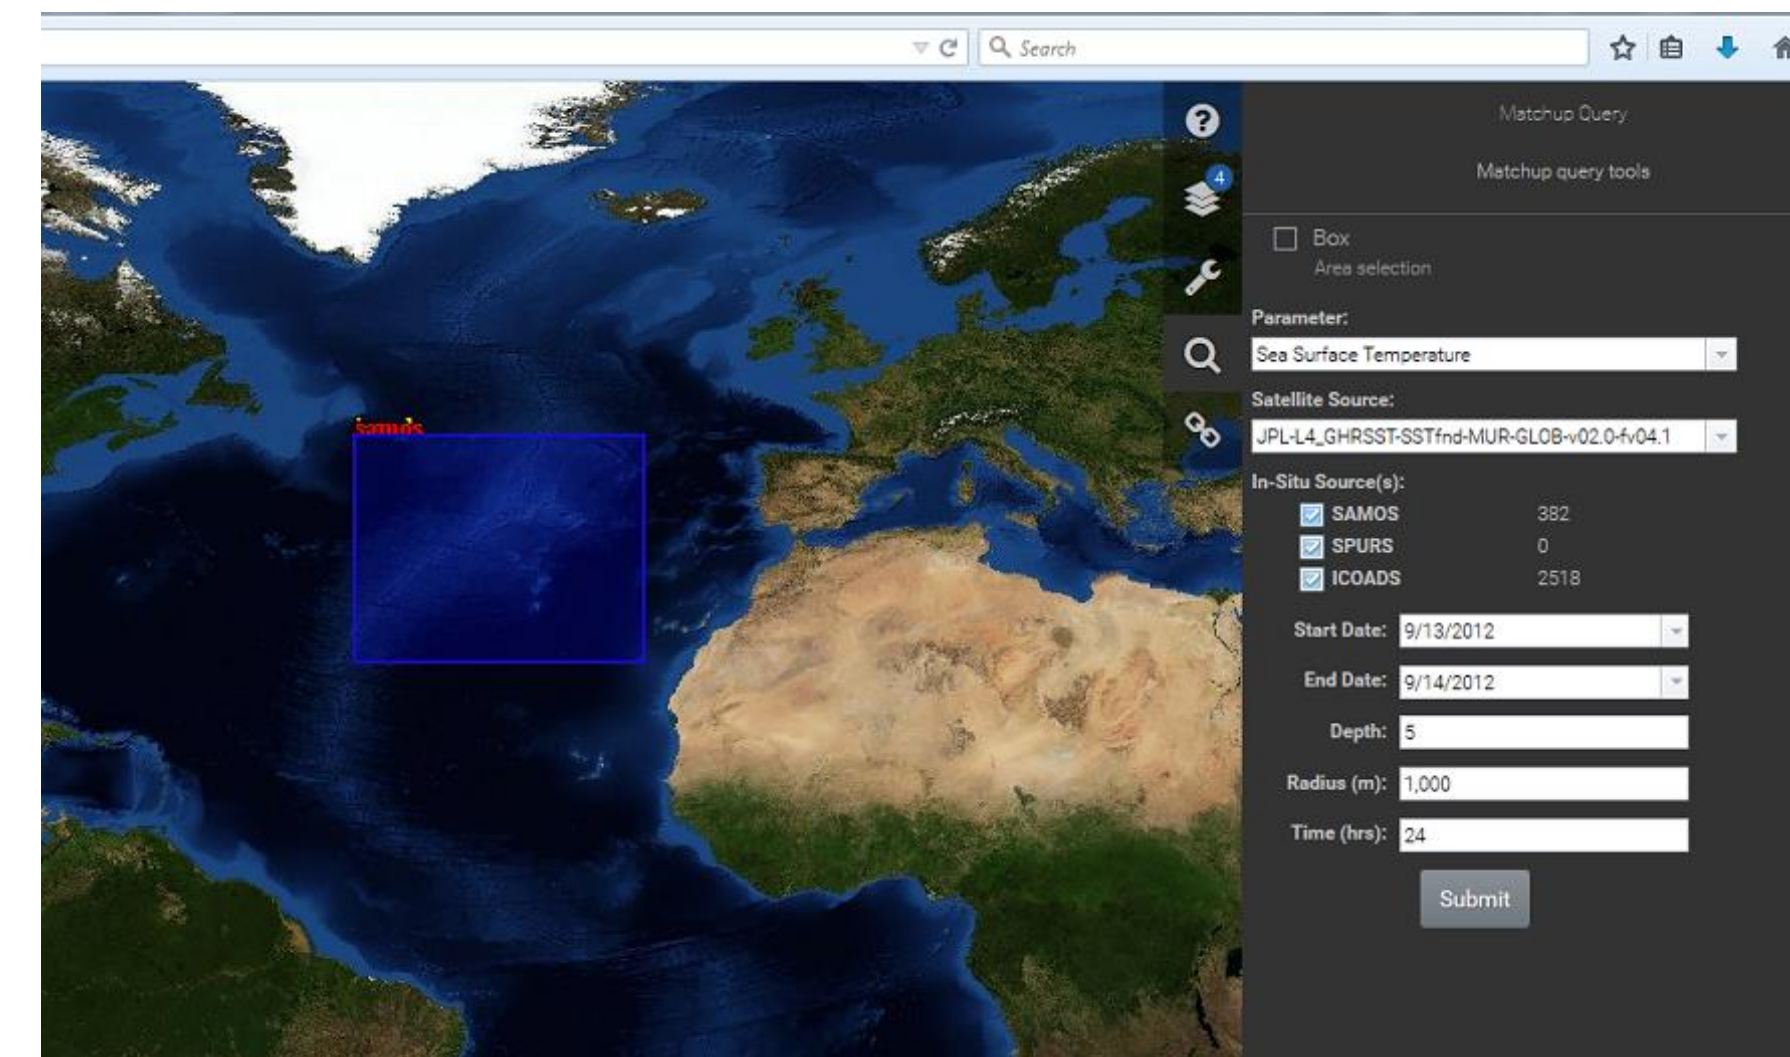 Search
Matchup Query
4
Matchup query tools
Box
Area selection
Parameter:
Sea Surface Temperature
Satellite Source:
samos
JPL-L4_GHRSST-SSTfnd-MUR-GLOB-v02.0-fv04.1
In-Situ Source(s):
SAMOS 382
SPURS 0
ICOADS 2518
Start Date: 9/13/2012
End Date: 9/14/2012
Depth: 5
Radius (m): 1,000
Time (hrs): 24
Submit